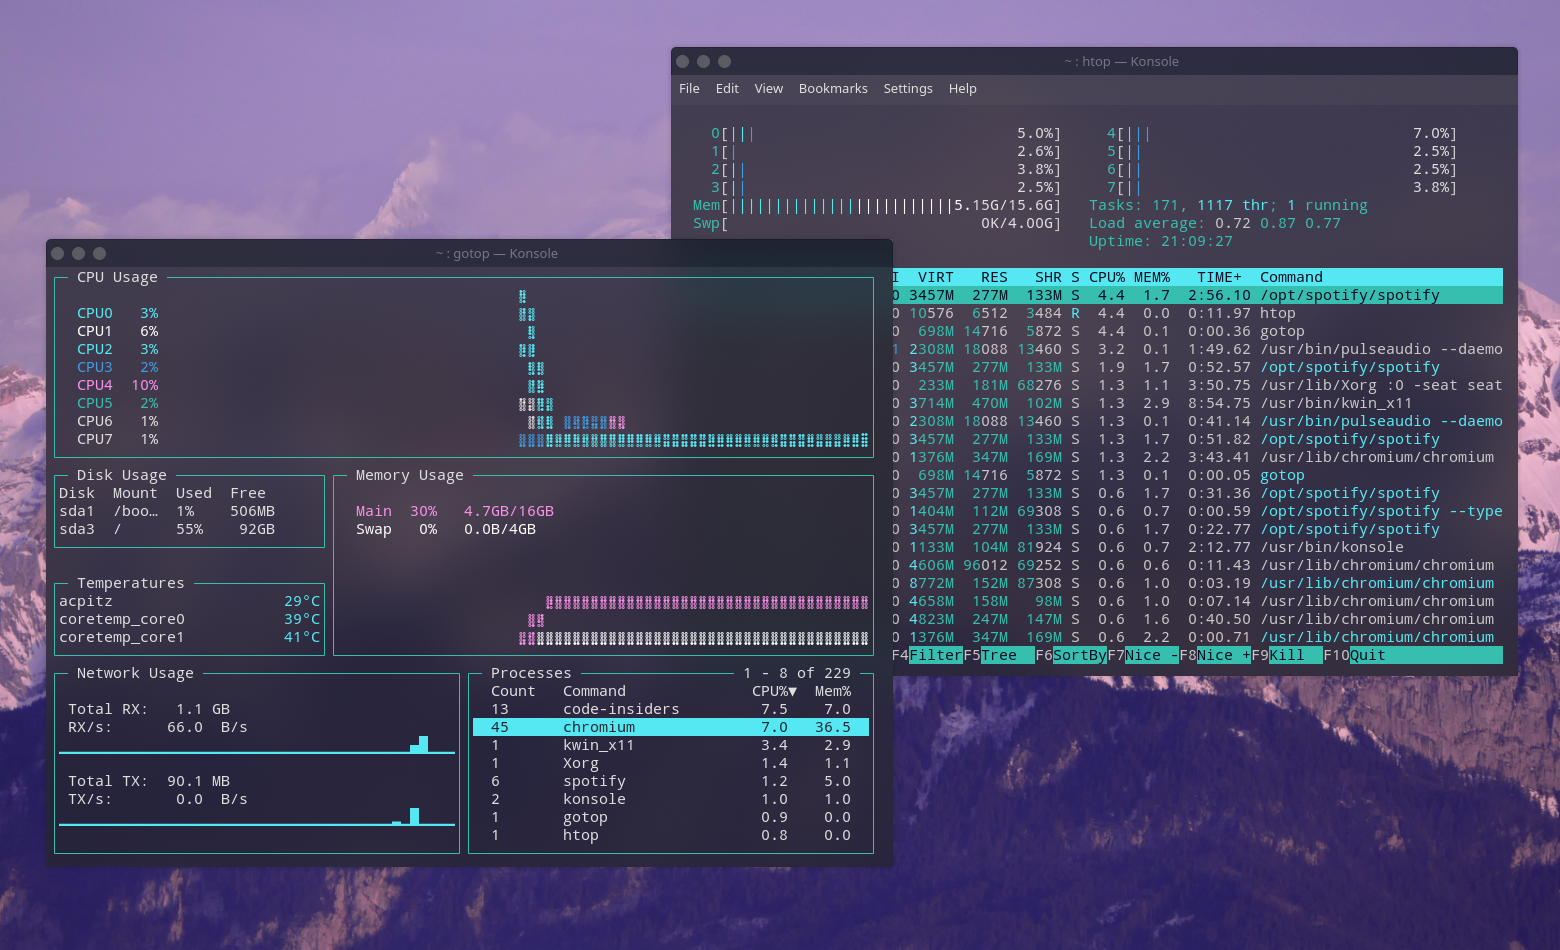 ~ : htop — Konsole
File Edit View Bookmarks Settings Help
0[||| 5.0%] 4[||| 7.0%]
1[| 2.6%] 5[|| 2.5%]
2[|| 3.8%] 6[|| 2.5%]
3[|| 2.5%] 7[|| 3.8%]
Mem[|||||||||||||||||||||||||5.15G/15.6G] Tasks: 171, 1117 thr; 1 running
Swp[ 0K/4.00G] Load average: 0.72 0.87 0.77
Uptime: 21:09:27
I VIRT RES SHR S CPU% MEM% TIME+ Command
0 3457M 277M 133M S 4.4 1.7 2:56.10 /opt/spotify/spotify
0 10576 6512 3484 R 4.4 0.0 0:11.97 htop
0 698M 14716 5872 S 4.4 0.1 0:00.36 gotop
1 2308M 18088 13460 S 3.2 0.1 1:49.62 /usr/bin/pulseaudio --daemo
0 3457M 277M 133M S 1.9 1.7 0:52.57 /opt/spotify/spotify
0 233M 181M 68276 S 1.3 1.1 3:50.75 /usr/lib/Xorg :0 -seat seat
0 3714M 470M 102M S 1.3 2.9 8:54.75 /usr/bin/kwin_x11
0 2308M 18088 13460 S 1.3 0.1 0:41.14 /usr/bin/pulseaudio --daemo
0 3457M 277M 133M S 1.3 1.7 0:51.82 /opt/spotify/spotify
0 1376M 347M 169M S 1.3 2.2 3:43.41 /usr/lib/chromium/chromium
0 698M 14716 5872 S 1.3 0.1 0:00.05 gotop
0 3457M 277M 133M S 0.6 1.7 0:31.36 /opt/spotify/spotify
0 1404M 112M 69308 S 0.6 0.7 0:00.59 /opt/spotify/spotify --type
0 3457M 277M 133M S 0.6 1.7 0:22.77 /opt/spotify/spotify
0 1133M 104M 81924 S 0.6 0.7 2:12.77 /usr/bin/konsole
0 4606M 96012 69252 S 0.6 0.6 0:11.43 /usr/lib/chromium/chromium
0 8772M 152M 87308 S 0.6 1.0 0:03.19 /usr/lib/chromium/chromium
0 4658M 158M 98M S 0.6 1.0 0:07.14 /usr/lib/chromium/chromium
0 4823M 247M 147M S 0.6 1.6 0:40.50 /usr/lib/chromium/chromium
0 1376M 347M 169M S 0.6 2.2 0:00.71 /usr/lib/chromium/chromium
F4Filter F5Tree F6SortBy F7Nice - F8Nice + F9Kill F10Quit
~ : gotop — Konsole
CPU Usage
CPU0 3%
CPU1 6%
CPU2 3%
CPU3 2%
CPU4 10%
CPU5 2%
CPU6 1%
CPU7 1%
Disk Usage
Disk Mount Used Free
sda1 /boo… 1% 506MB
sda3 / 55% 92GB
Memory Usage
Main 30% 4.7GB/16GB
Swap 0% 0.0B/4GB
Temperatures
acpitz 29°C
coretemp_core0 39°C
coretemp_core1 41°C
Network Usage
Total RX: 1.1 GB
RX/s: 66.0 B/s
Total TX: 90.1 MB
TX/s: 0.0 B/s
Processes 1 - 8 of 229
Count Command CPU%▼ Mem%
13 code-insiders 7.5 7.0
45 chromium 7.0 36.5
1 kwin_x11 3.4 2.9
1 Xorg 1.4 1.1
6 spotify 1.2 5.0
2 konsole 1.0 1.0
1 gotop 0.9 0.0
1 htop 0.8 0.0